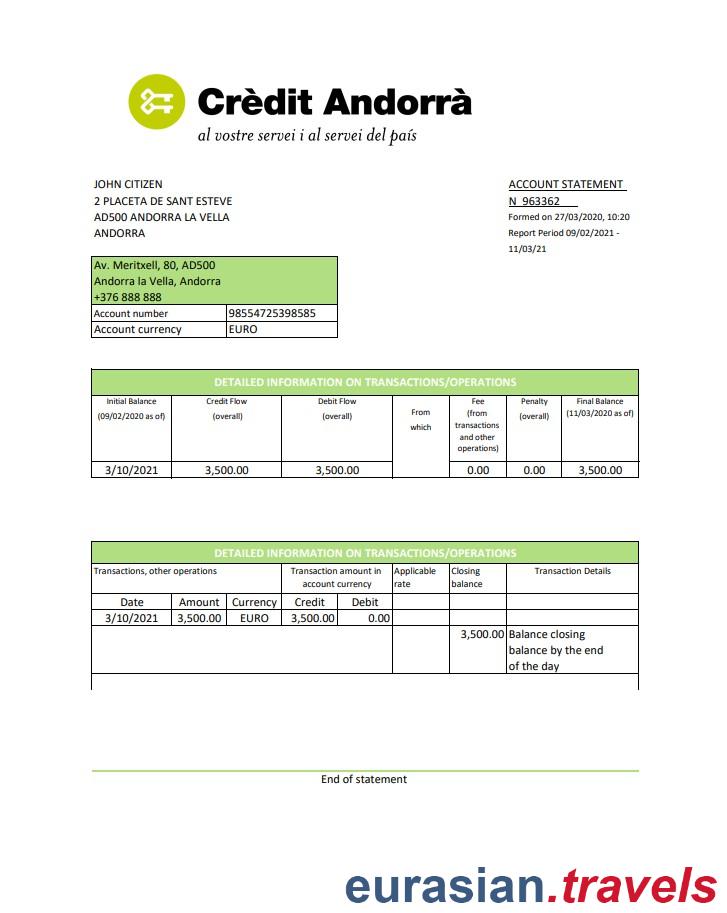 Crèdit Andorrà
al vostre servei i al servei del país
JOHN CITIZEN
2 PLACETA DE SANT ESTEVE
AD500 ANDORRA LA VELLA
ANDORRA
ACCOUNT STATEMENT
N 963362
Formed on 27/03/2020, 10:20
Report Period 09/02/2021 -
11/03/21
Av. Meritxell, 80, AD500
Andorra la Vella, Andorra
+376 888 888
Account number 98554725398585
Account currency EURO
DETAILED INFORMATION ON TRANSACTIONS/OPERATIONS
Initial Balance
(09/02/2020 as of)
Credit Flow
(overall)
Debit Flow
(overall)
From
which
Fee
(from
transactions
and other
operations)
Penalty
(overall)
Final Balance
(11/03/2020 as of)
3/10/2021 3,500.00 3,500.00 0.00 0.00 3,500.00
DETAILED INFORMATION ON TRANSACTIONS/OPERATIONS
Transactions, other operations
Transaction amount in
account currency
Applicable
rate
Closing
balance
Transaction Details
Date Amount Currency Credit Debit
3/10/2021 3,500.00 EURO 3,500.00 0.00
3,500.00 Balance closing
balance by the end
of the day
End of statement
eurasian.travels